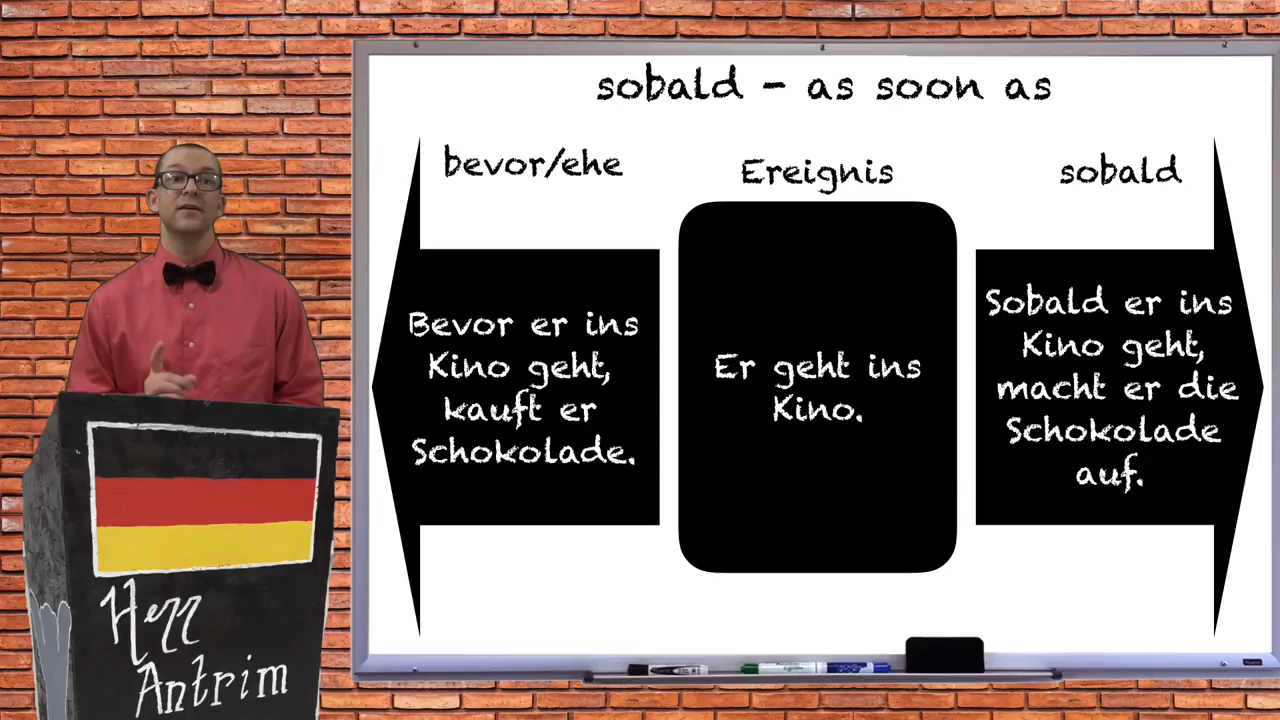 sobald - as soon as
bevor/ehe
Ereignis
sobald
Bevor er ins
Kino geht,
kauft er
Schokolade.
Er geht ins
Kino.
Sobald er ins
Kino geht,
macht er die
Schokolade
auf.
Herr
Antrim